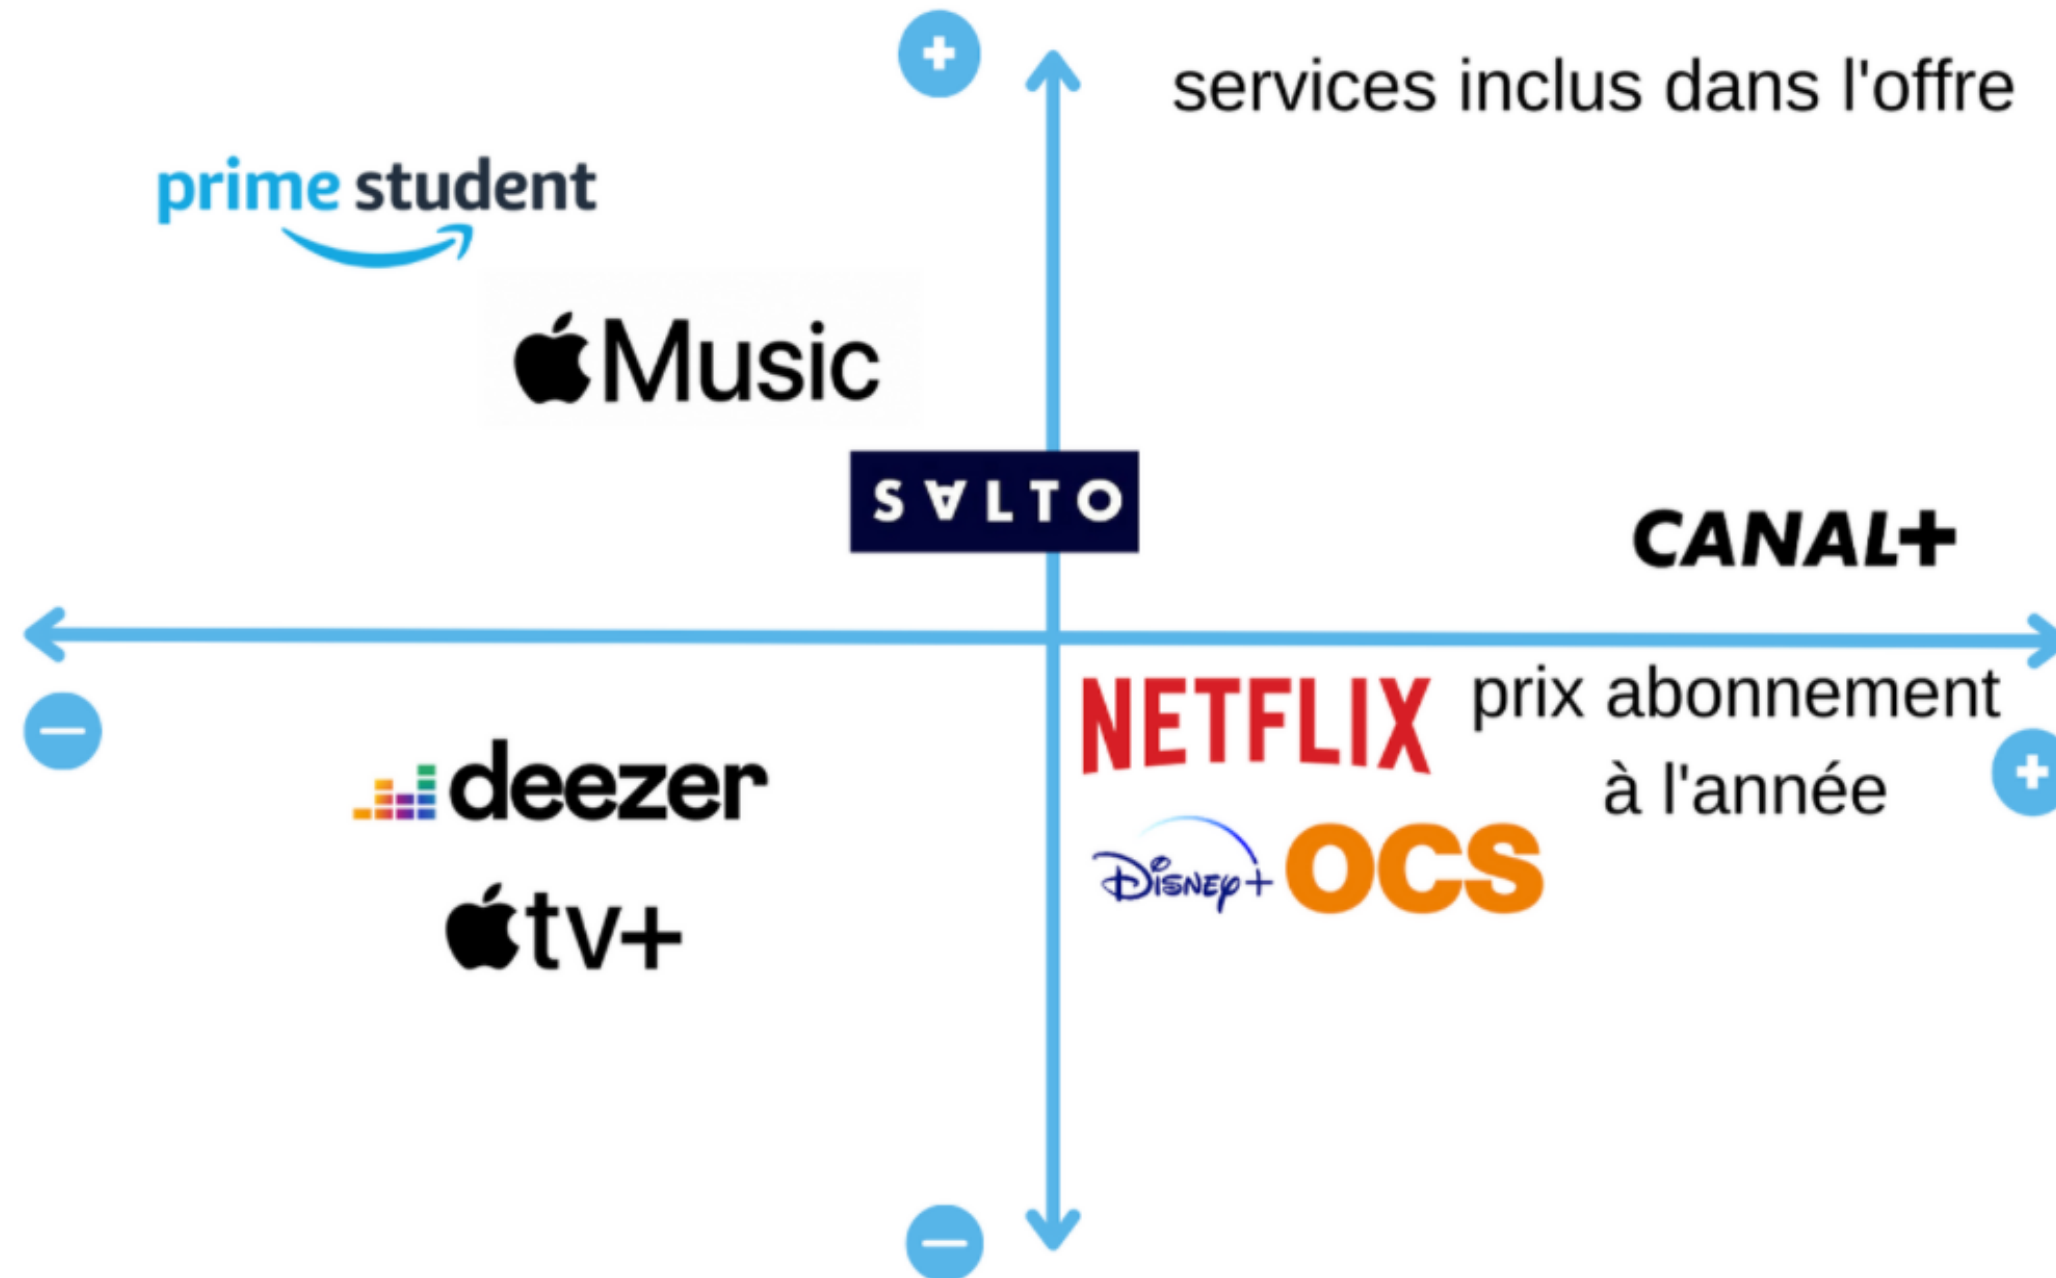 services inclus dans l'offre
prime student
Music
SALTO
CANAL+
NETFLIX
prix abonnement
à l'année
deezer
Disney+
OCS
tv+